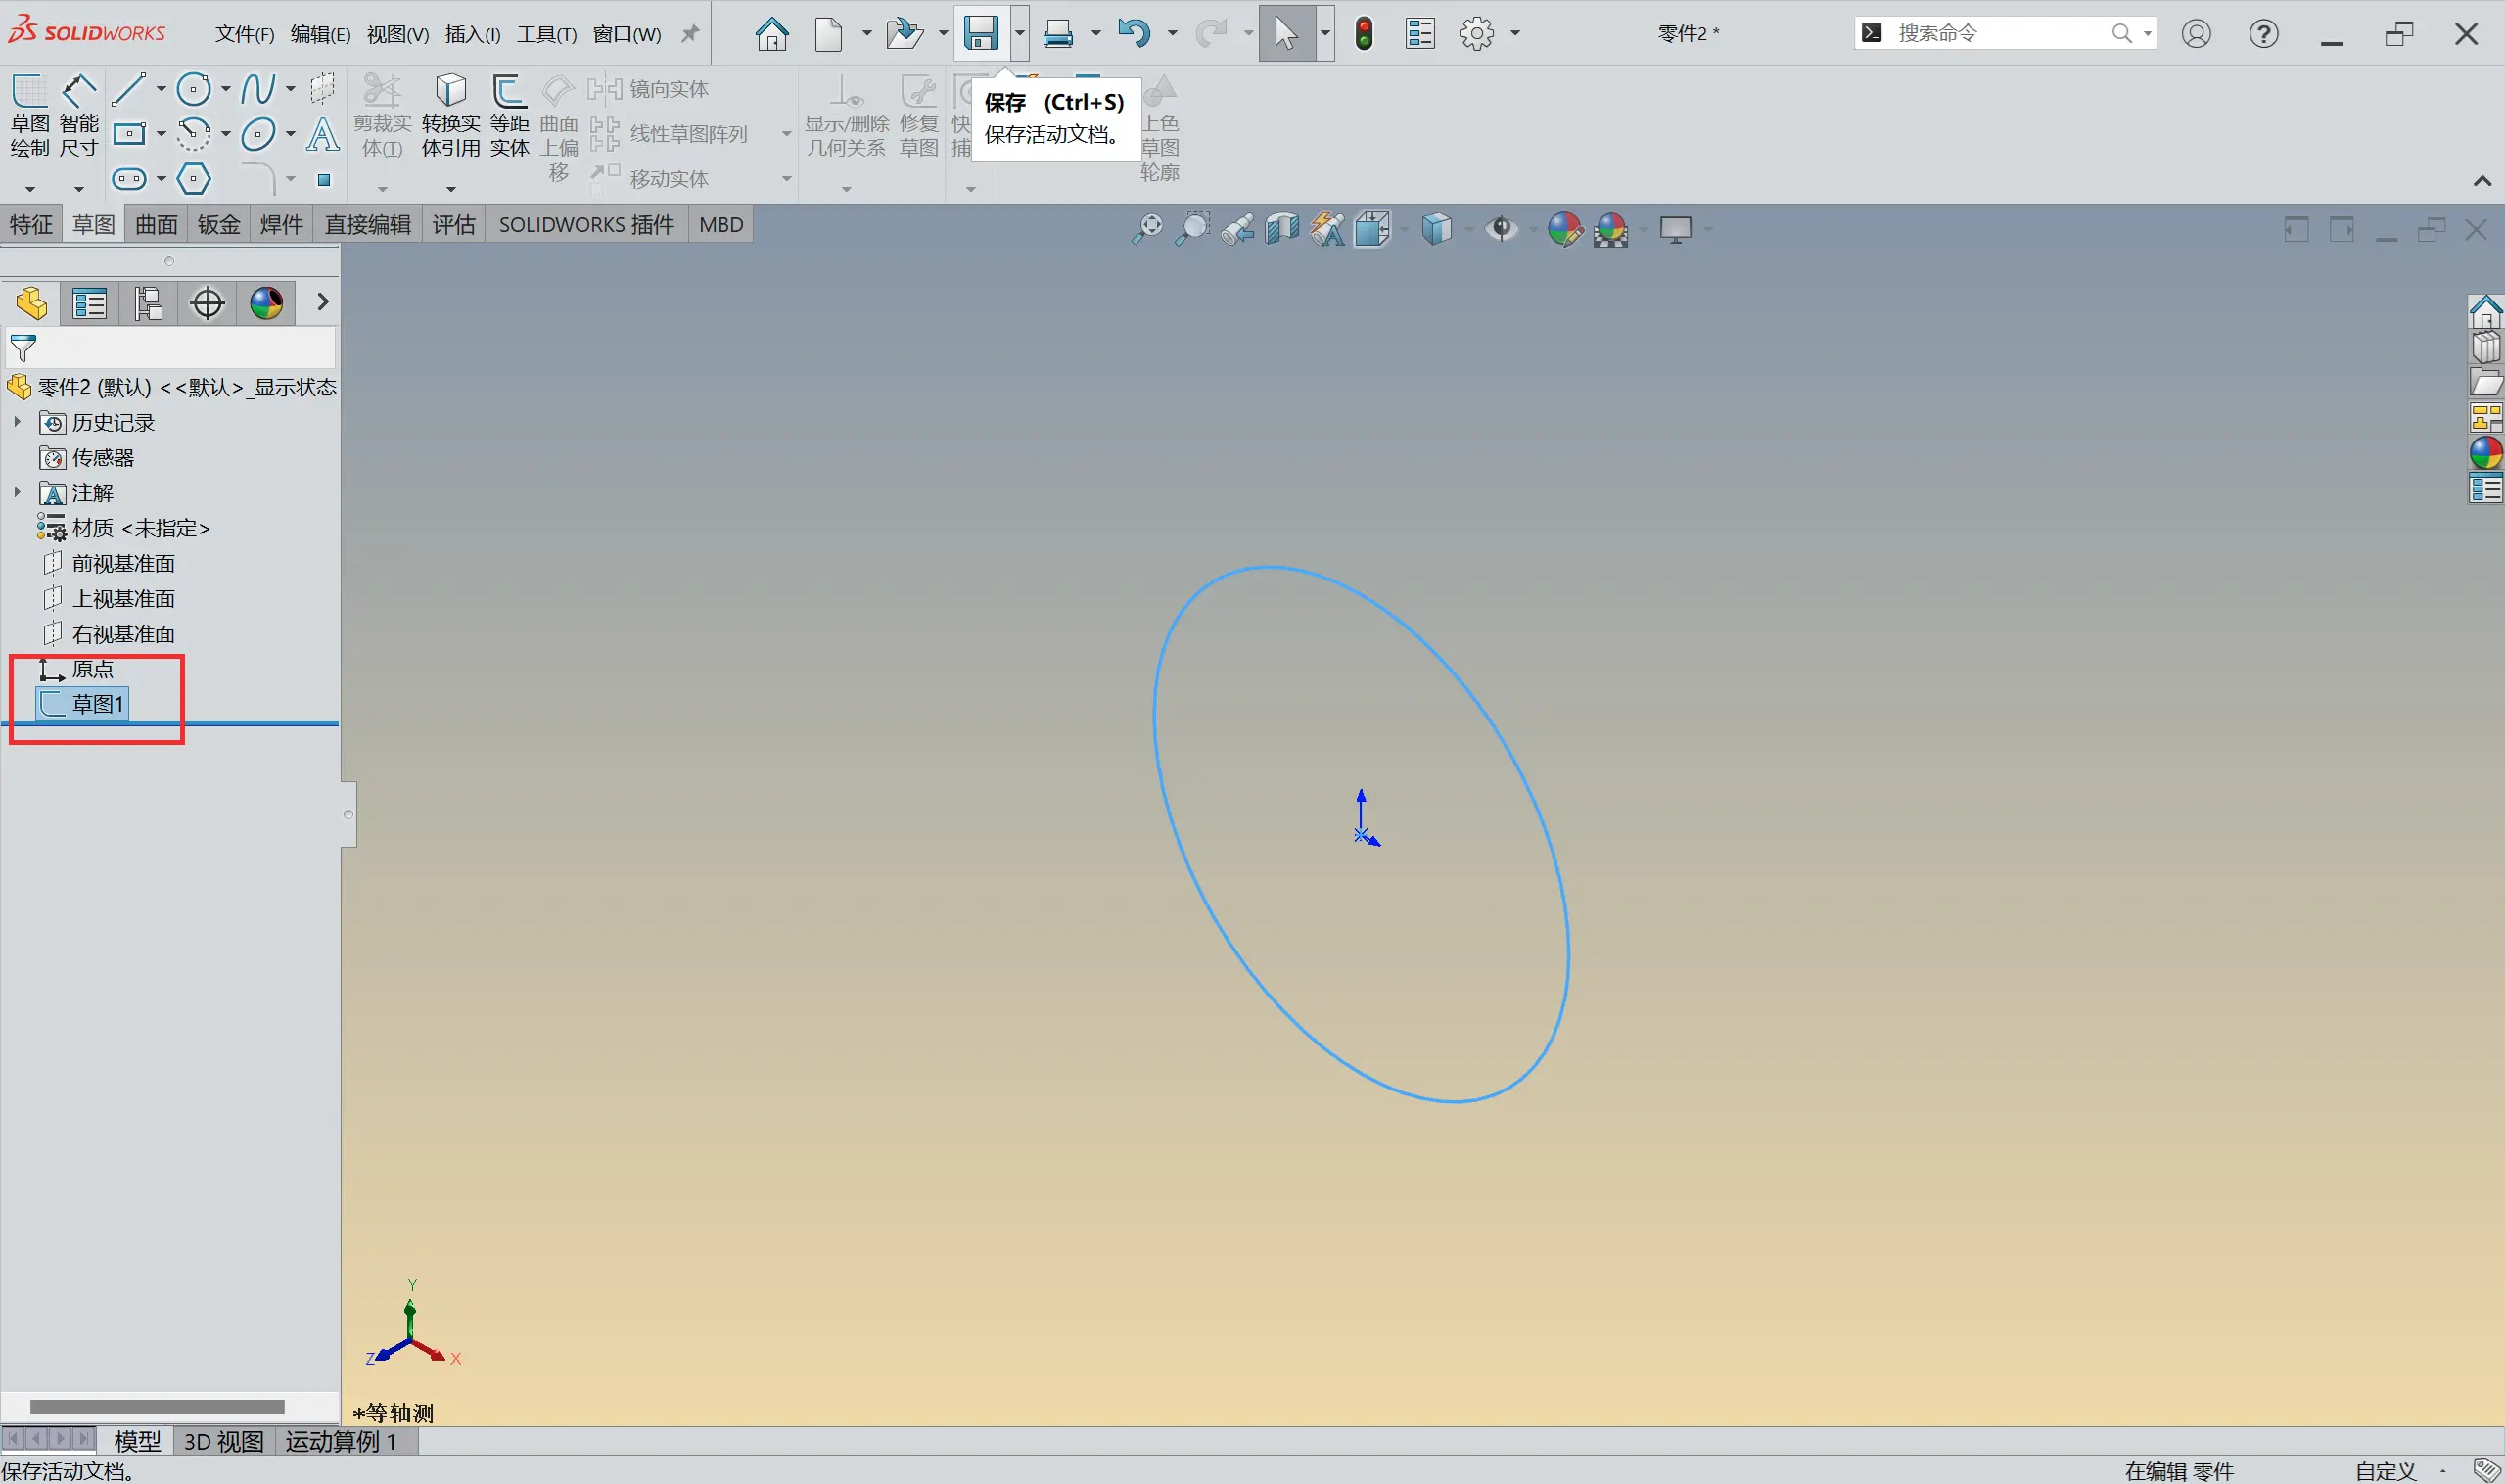 SOLIDWORKS 文件(F) 编辑(E) 视图(V) 插入(I) 工具(T) 窗口(W) 零件2 * 搜索命令
草图绘制 智能尺寸 剪裁实体(T) 转换实体引用 等距实体 曲面上偏移 镜向实体 线性草图阵列 移动实体 显示/删除几何关系 修复草图 快 捕 上色草图轮廓
保存 (Ctrl+S)
保存活动文档。
特征 草图 曲面 钣金 焊件 直接编辑 评估 SOLIDWORKS 插件 MBD
零件2 (默认) <<默认>_显示状态
历史记录
传感器
注解
材质 <未指定>
前视基准面
上视基准面
右视基准面
原点
草图1
Y
Z X
*等轴测
模型 3D 视图 运动算例 1
保存活动文档。 在编辑 零件 自定义